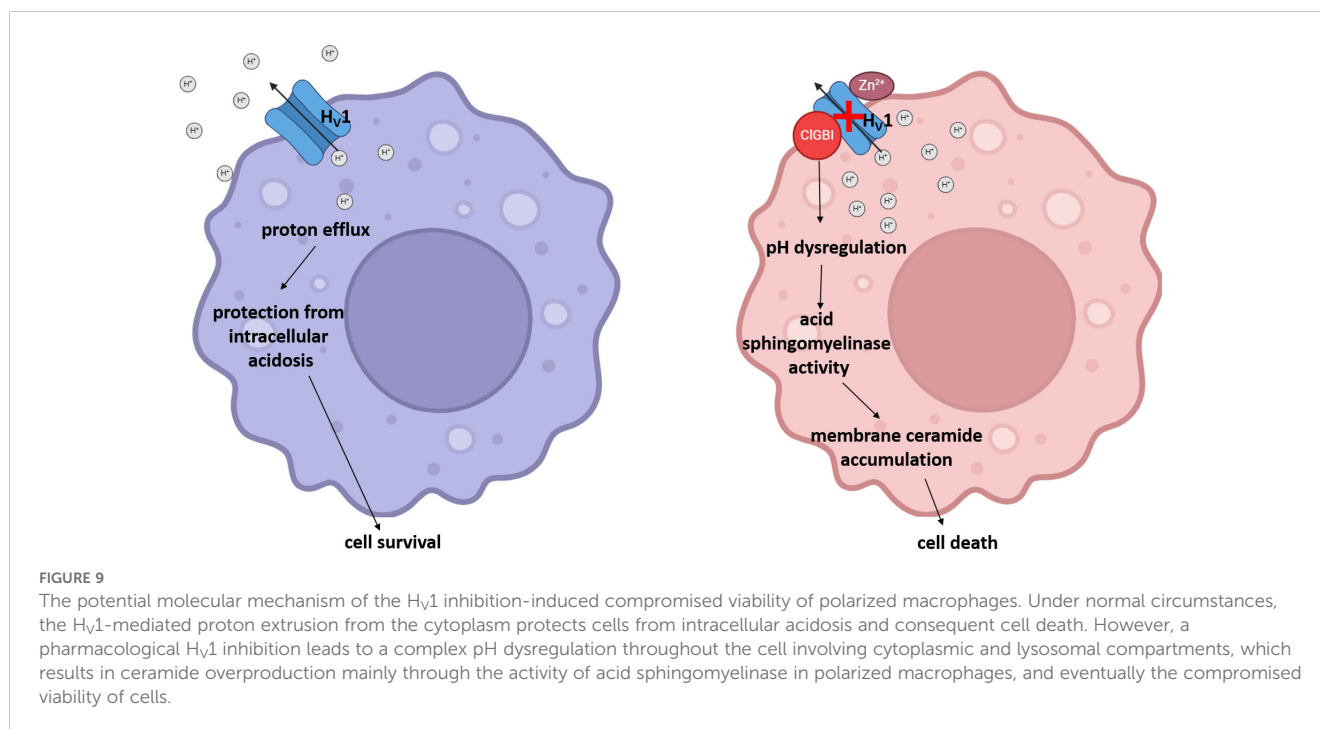 H⁺
H⁺
H⁺
H⁺
H⁺
H⁺
Hᵥ1
H⁺
H⁺
H⁺
proton efflux
protection from
intracellular
acidosis
cell survival
Zn²⁺
Hᵥ1
CIGBI
H⁺
H⁺
H⁺
H⁺
H⁺
H⁺
H⁺
H⁺
H⁺
pH dysregulation
acid
sphingomyelinase
activity
membrane ceramide
accumulation
cell death
FIGURE 9
The potential molecular mechanism of the Hᵥ1 inhibition-induced compromised viability of polarized macrophages. Under normal circumstances,
the Hᵥ1-mediated proton extrusion from the cytoplasm protects cells from intracellular acidosis and consequent cell death. However, a
pharmacological Hᵥ1 inhibition leads to a complex pH dysregulation throughout the cell involving cytoplasmic and lysosomal compartments, which
results in ceramide overproduction mainly through the activity of acid sphingomyelinase in polarized macrophages, and eventually the compromised
viability of cells.